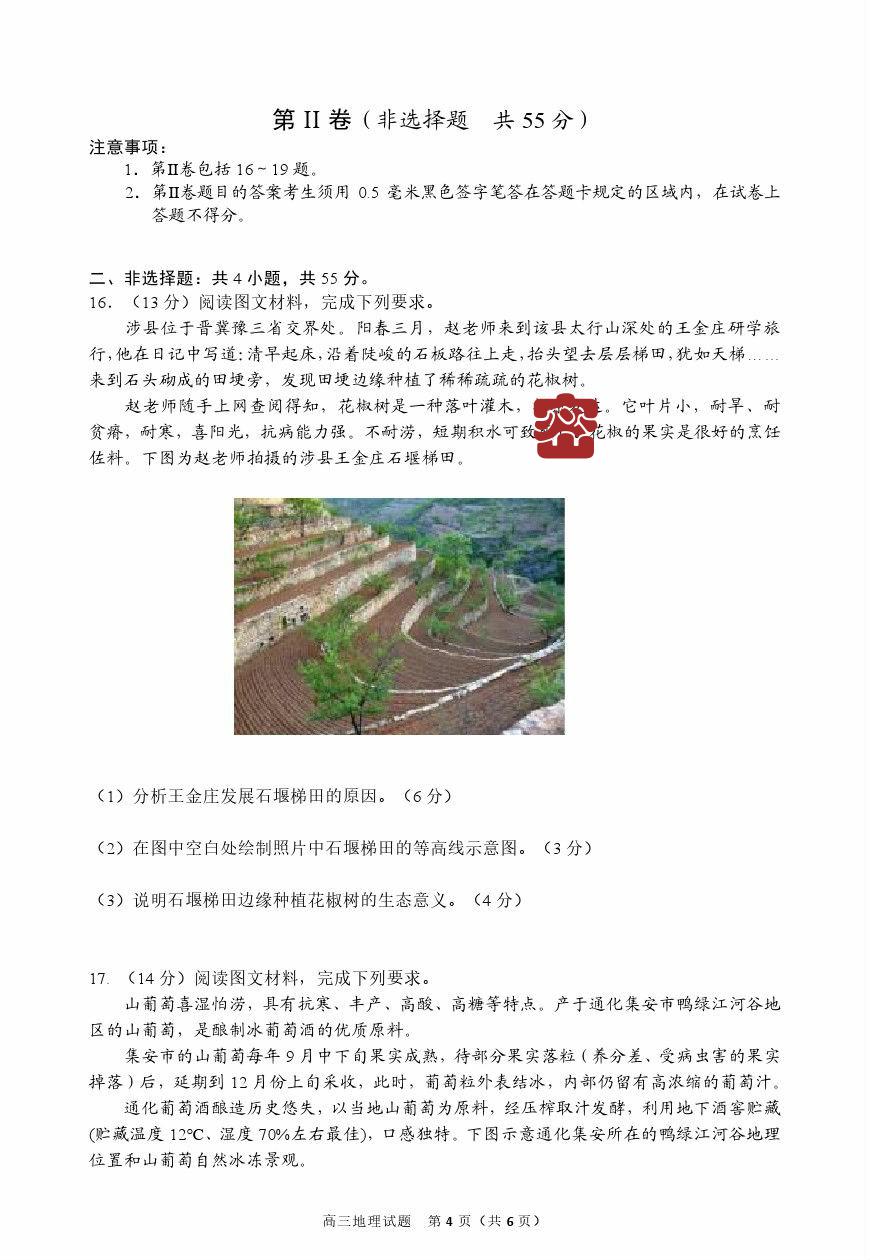 第 II 卷（非选择题 共 55 分）
注意事项：
1．第Ⅱ卷包括 16～19 题。
2．第Ⅱ卷题目的答案考生须用 0.5 毫米黑色签字笔答在答题卡规定的区域内，在试卷上
答题不得分。
二、非选择题：共 4 小题，共 55 分。
16．（13 分）阅读图文材料，完成下列要求。
涉县位于晋冀豫三省交界处。阳春三月，赵老师来到该县太行山深处的王金庄研学旅
行，他在日记中写道：清早起床，沿着陡峻的石板路往上走，抬头望去层层梯田，犹如天梯……
来到石头砌成的田埂旁，发现田埂边缘种植了稀稀疏疏的花椒树。
赵老师随手上网查阅得知，花椒树是一种落叶灌木，。它叶片小，耐旱、耐
贫瘠，耐寒，喜阳光，抗病能力强。不耐涝，短期积水可致花椒的果实是很好的烹饪
佐料。下图为赵老师拍摄的涉县王金庄石堰梯田。
（1）分析王金庄发展石堰梯田的原因。（6 分）
（2）在图中空白处绘制照片中石堰梯田的等高线示意图。（3 分）
（3）说明石堰梯田边缘种植花椒树的生态意义。（4 分）
17．（14 分）阅读图文材料，完成下列要求。
山葡萄喜湿怕涝，具有抗寒、丰产、高酸、高糖等特点。产于通化集安市鸭绿江河谷地
区的山葡萄，是酿制冰葡萄酒的优质原料。
集安市的山葡萄每年 9 月中下旬果实成熟，待部分果实落粒（养分差、受病虫害的果实
掉落）后，延期到 12 月份上旬采收，此时，葡萄粒外表结冰，内部仍留有高浓缩的葡萄汁。
通化葡萄酒酿造历史悠失，以当地山葡萄为原料，经压榨取汁发酵，利用地下酒窖贮藏
(贮藏温度 12℃、湿度 70%左右最佳)，口感独特。下图示意通化集安所在的鸭绿江河谷地理
位置和山葡萄自然冰冻景观。
高三地理试题 第 4 页（共 6 页）